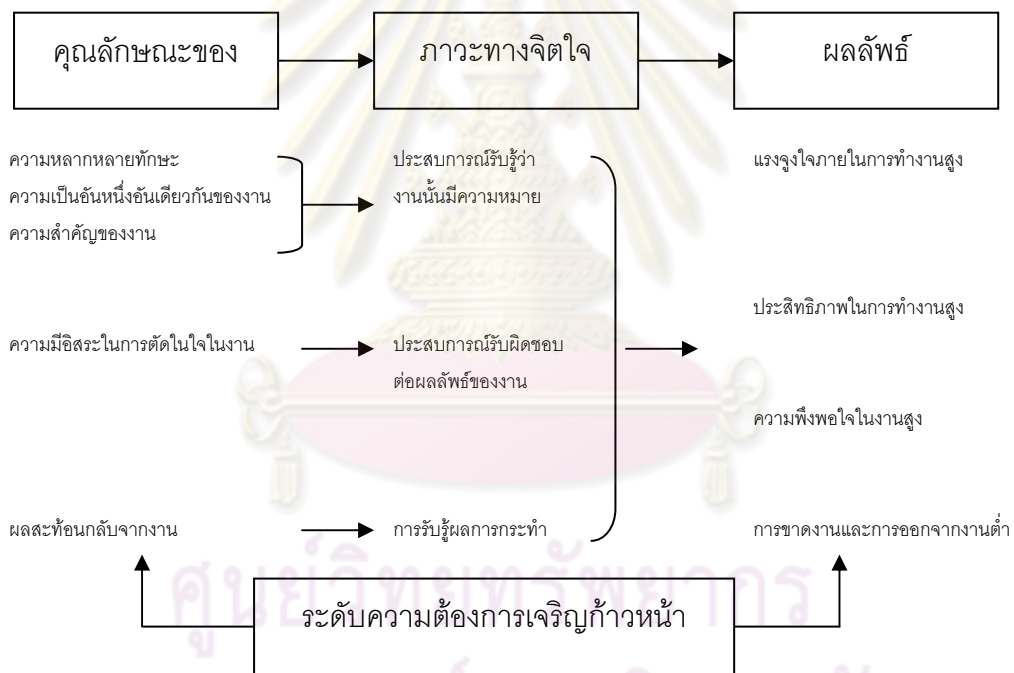 คุณลักษณะของ
ภาวะทางจิตใจ
ผลลัพธ์
ความหลากหลายทักษะ
ความเป็นอันหนึ่งอันเดียวกันของงาน
ความสำคัญของงาน
ประสบการณ์รับรู้ว่า
งานนั้นมีความหมาย
แรงจูงใจภายในการทำงานสูง
ประสิทธิภาพในการทำงานสูง
ความมีอิสระในการตัดในใจในงาน
ประสบการณ์รับผิดชอบ
ต่อผลลัพธ์ของงาน
ความพึงพอใจในงานสูง
ผลสะท้อนกลับจากงาน
การรับรู้ผลการกระทำ
การขาดงานและการออกจากงานต่ำ
ศูนย์วิทยทรัพยากร
ระดับความต้องการเจริญก้าวหน้า